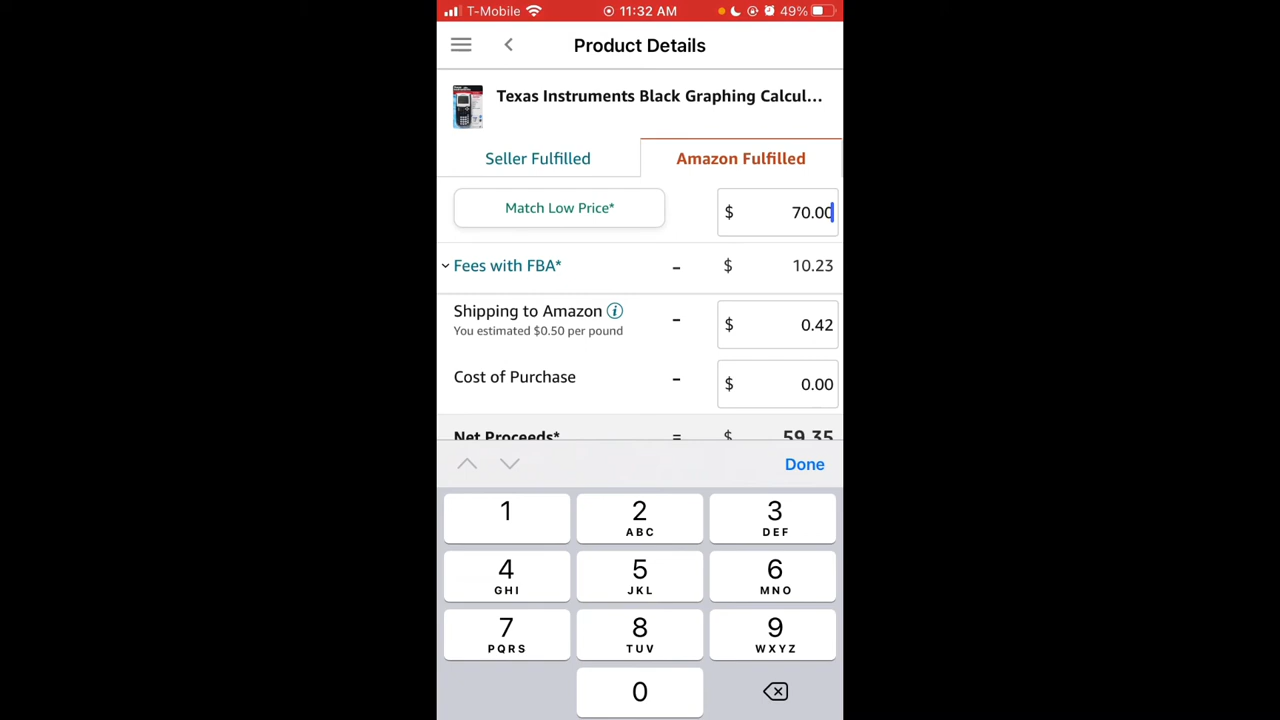 T-Mobile 11:32 AM 49%
Product Details
Texas Instruments Black Graphing Calcul...
Seller Fulfilled Amazon Fulfilled
Match Low Price* $ 70.00
Fees with FBA* - $ 10.23
Shipping to Amazon i - $ 0.42
You estimated $0.50 per pound
Cost of Purchase - $ 0.00
Net Proceeds* = $ 59.35
Done
1 2 3
ABC DEF
4 5 6
GHI JKL MNO
7 8 9
PQRS TUV WXYZ
0